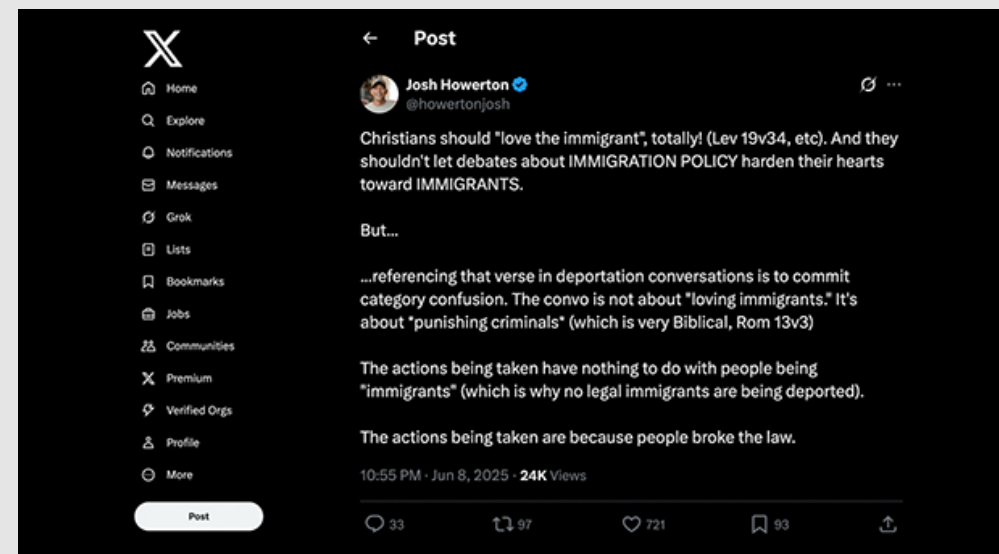 X
Home
Explore
Notifications
Messages
Grok
Lists
Bookmarks
Jobs
Communities
Premium
Verified Orgs
Profile
More
Post
Post
Josh Howerton
@howertonjosh
Christians should "love the immigrant", totally! (Lev 19v34, etc). And they
shouldn't let debates about IMMIGRATION POLICY harden their hearts
toward IMMIGRANTS.
But...
...referencing that verse in deportation conversations is to commit
category confusion. The convo is not about "loving immigrants." It's
about *punishing criminals* (which is very Biblical, Rom 13v3)
The actions being taken have nothing to do with people being
"immigrants" (which is why no legal immigrants are being deported).
The actions being taken are because people broke the law.
10:55 PM · Jun 8, 2025 · 24K Views
33 97 721 93